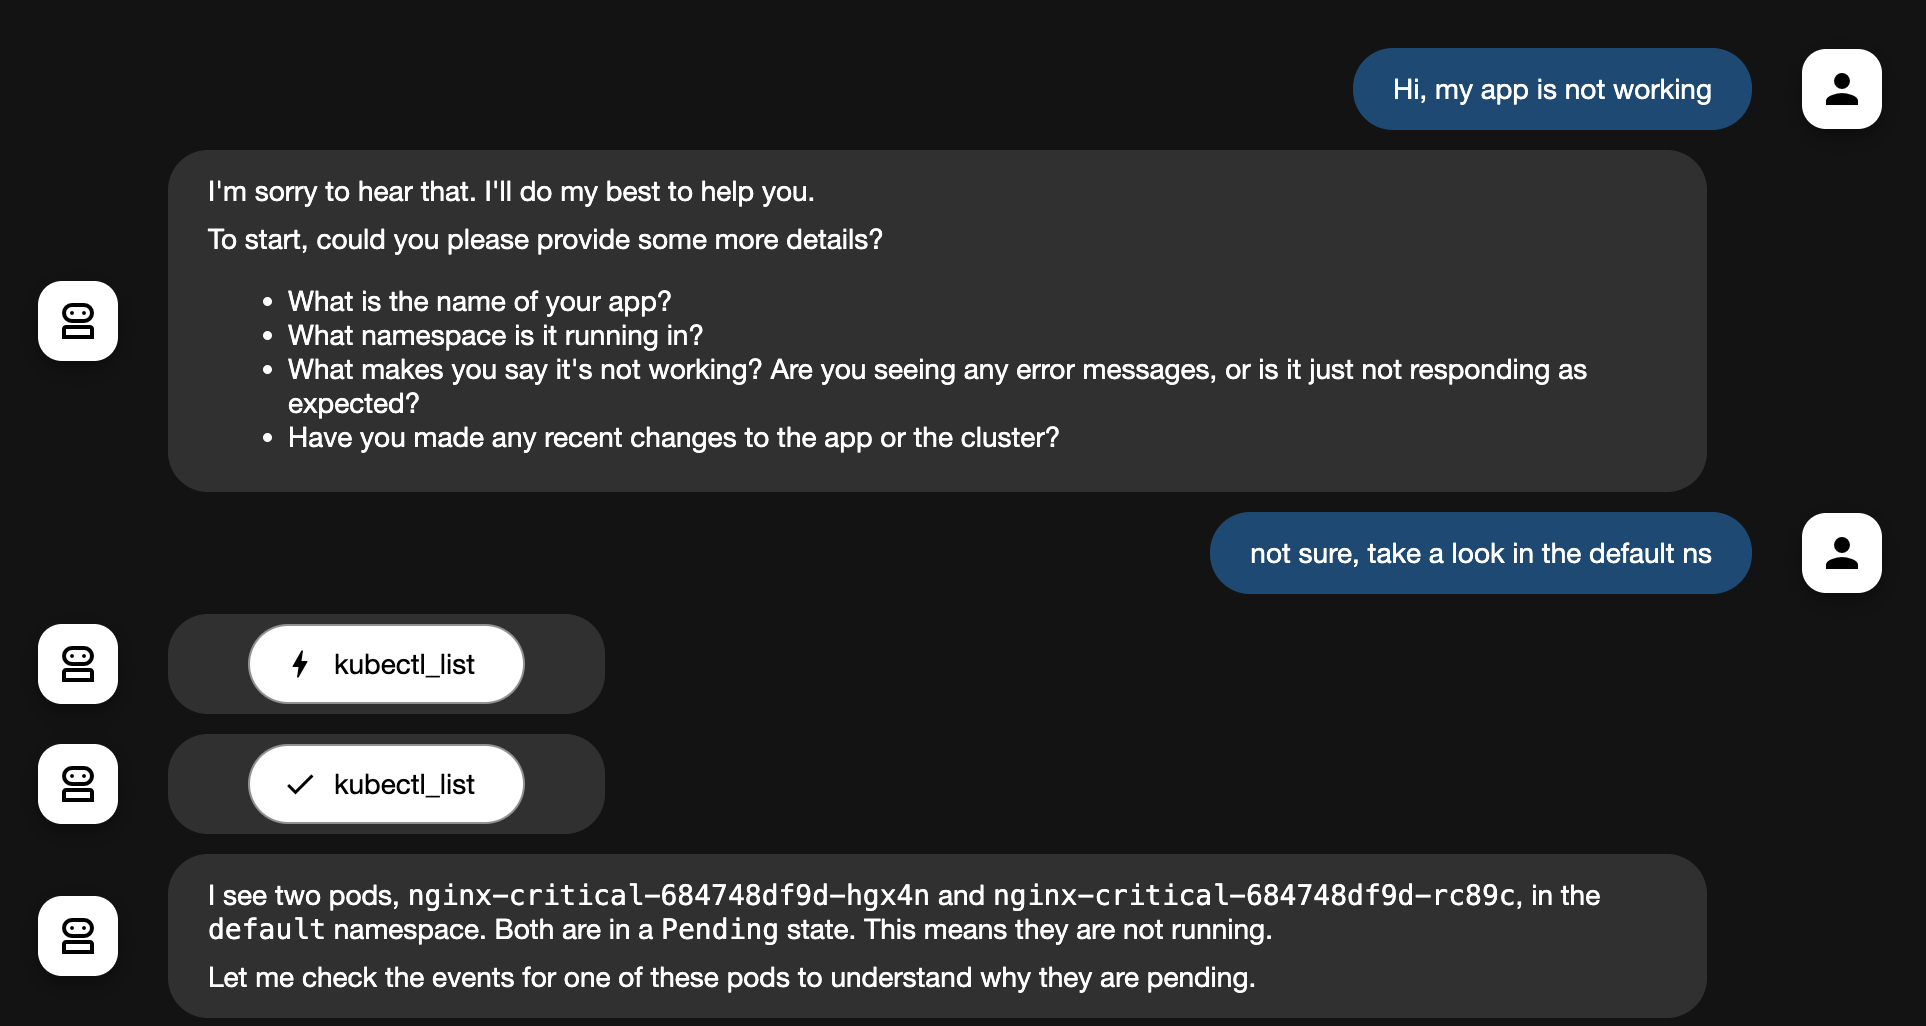 Hi, my app is not working
I'm sorry to hear that. I'll do my best to help you.
To start, could you please provide some more details?
• What is the name of your app?
• What namespace is it running in?
• What makes you say it's not working? Are you seeing any error messages, or is it just not responding as
expected?
• Have you made any recent changes to the app or the cluster?
not sure, take a look in the default ns
kubectl_list
kubectl_list
I see two pods, nginx-critical-684748df9d-hgx4n and nginx-critical-684748df9d-rc89c, in the
default namespace. Both are in a Pending state. This means they are not running.
Let me check the events for one of these pods to understand why they are pending.